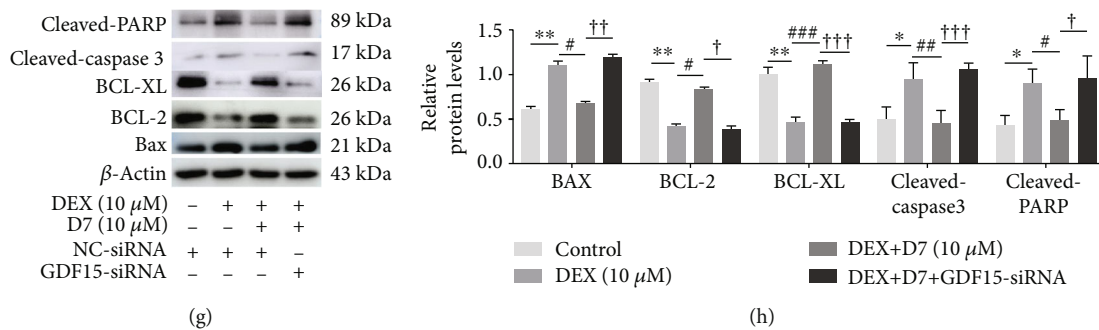 Cleaved-PARP 89 kDa
Cleaved-caspase 3 17 kDa
BCL-XL 26 kDa
BCL-2 26 kDa
Bax 21 kDa
β-Actin 43 kDa
DEX (10 μM) – + + +
D7 (10 μM) – – + +
NC-siRNA + + + –
GDF15-siRNA – – – +
(g)
Relative
protein levels
1.5
1.0
0.5
0.0
** # ††
** # †
** ### †††
* ## †††
* # †
BAX
BCL-2
BCL-XL
Cleaved-
caspase3
Cleaved-
PARP
Control
DEX (10 μM)
DEX+D7 (10 μM)
DEX+D7+GDF15-siRNA
(h)